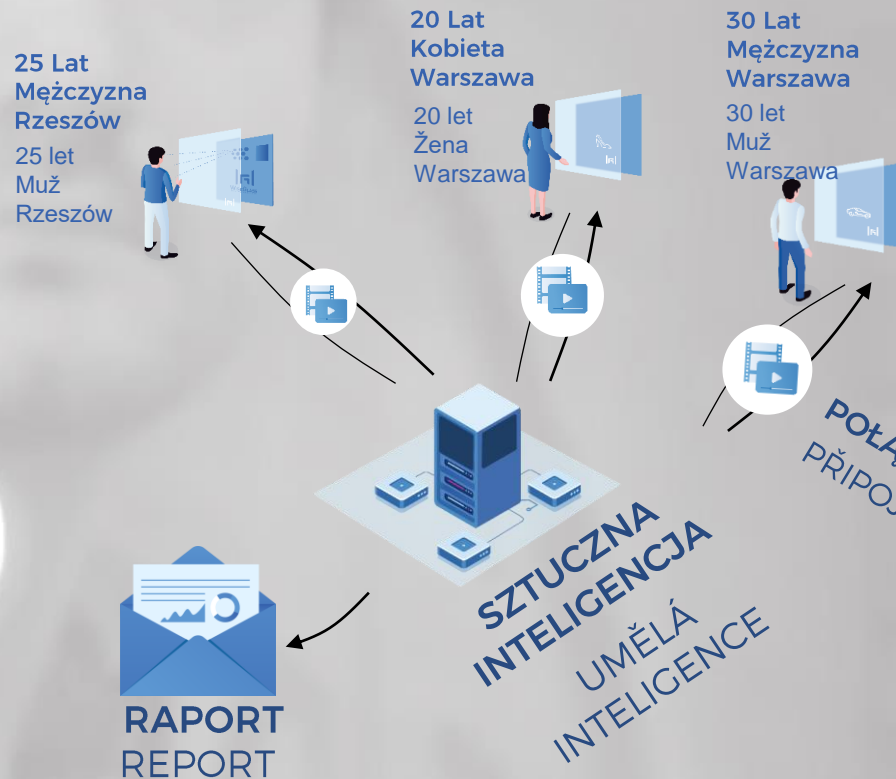 25 Lat
Mężczyzna
Rzeszów
25 let
Muž
Rzeszów
20 Lat
Kobieta
Warszawa
20 let
Žena
Warszawa
30 Lat
Mężczyzna
Warszawa
30 let
Muž
Warszawa
SZTUCZNA
INTELIGENCJA
UMĚLÁ
INTELIGENCE
RAPORT
REPORT